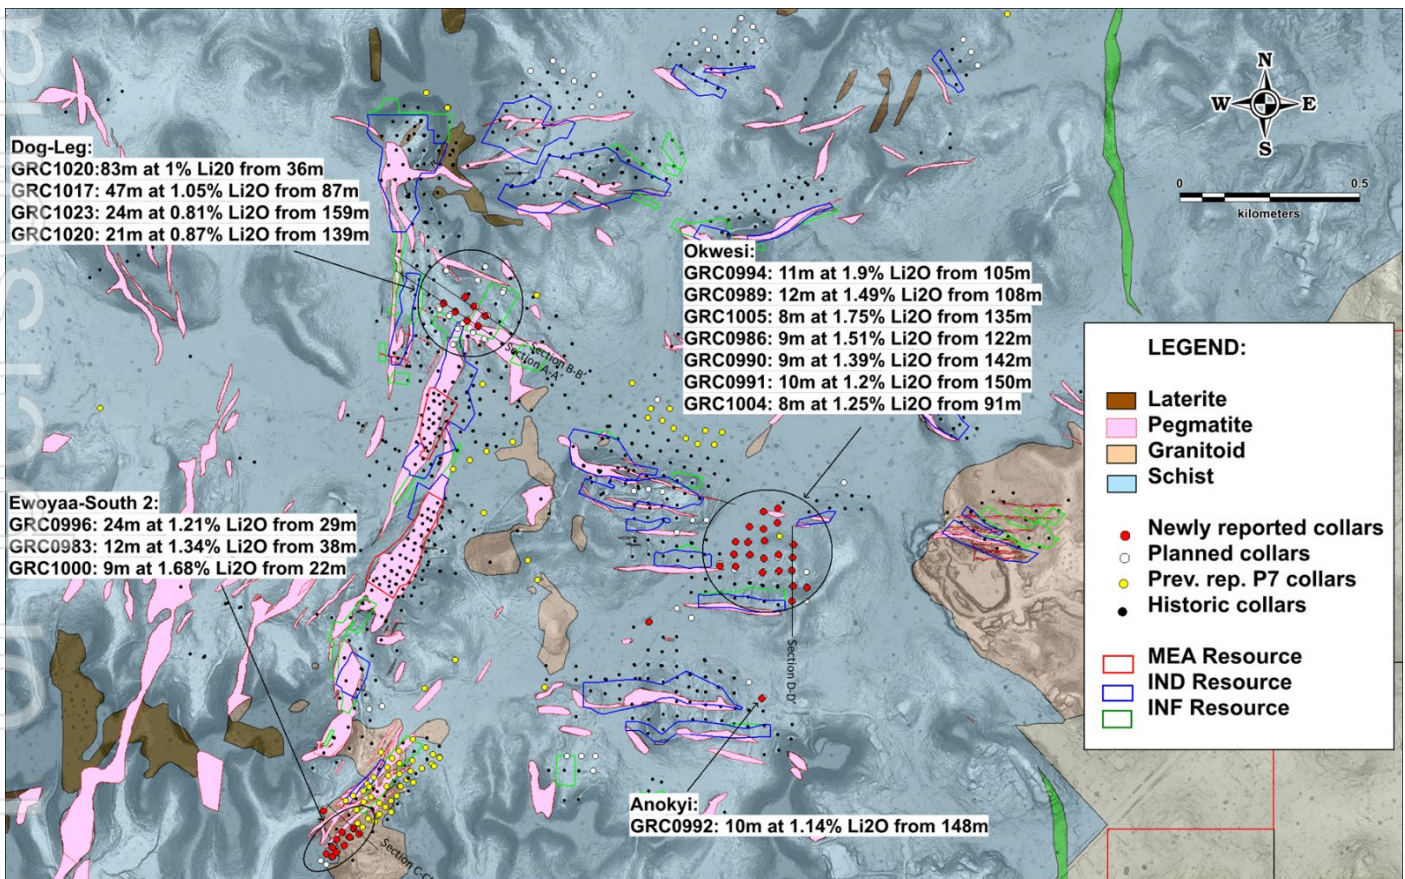 N
W
E
S
0
0.5
kilometers
Dog-Leg:
GRC1020:83m at 1% Li20 from 36m
GRC1017: 47m at 1.05% Li2O from 87m
GRC1023: 24m at 0.81% Li2O from 159m
GRC1020: 21m at 0.87% Li2O from 139m
Okwesi:
GRC0994: 11m at 1.9% Li2O from 105m
GRC0989: 12m at 1.49% Li2O from 108m
GRC1005: 8m at 1.75% Li2O from 135m
GRC0986: 9m at 1.51% Li2O from 122m
GRC0990: 9m at 1.39% Li2O from 142m
GRC0991: 10m at 1.2% Li2O from 150m
GRC1004: 8m at 1.25% Li2O from 91m
Section B-B'
Section A-A'
Ewoyaa-South 2:
GRC0996: 24m at 1.21% Li2O from 29m
GRC0983: 12m at 1.34% Li2O from 38m
GRC1000: 9m at 1.68% Li2O from 22m
Section D-D'
Anokyi:
GRC0992: 10m at 1.14% Li2O from 148m
Section C-C'
LEGEND:
Laterite
Pegmatite
Granitoid
Schist
Newly reported collars
Planned collars
Prev. rep. P7 collars
Historic collars
MEA Resource
IND Resource
INF Resource